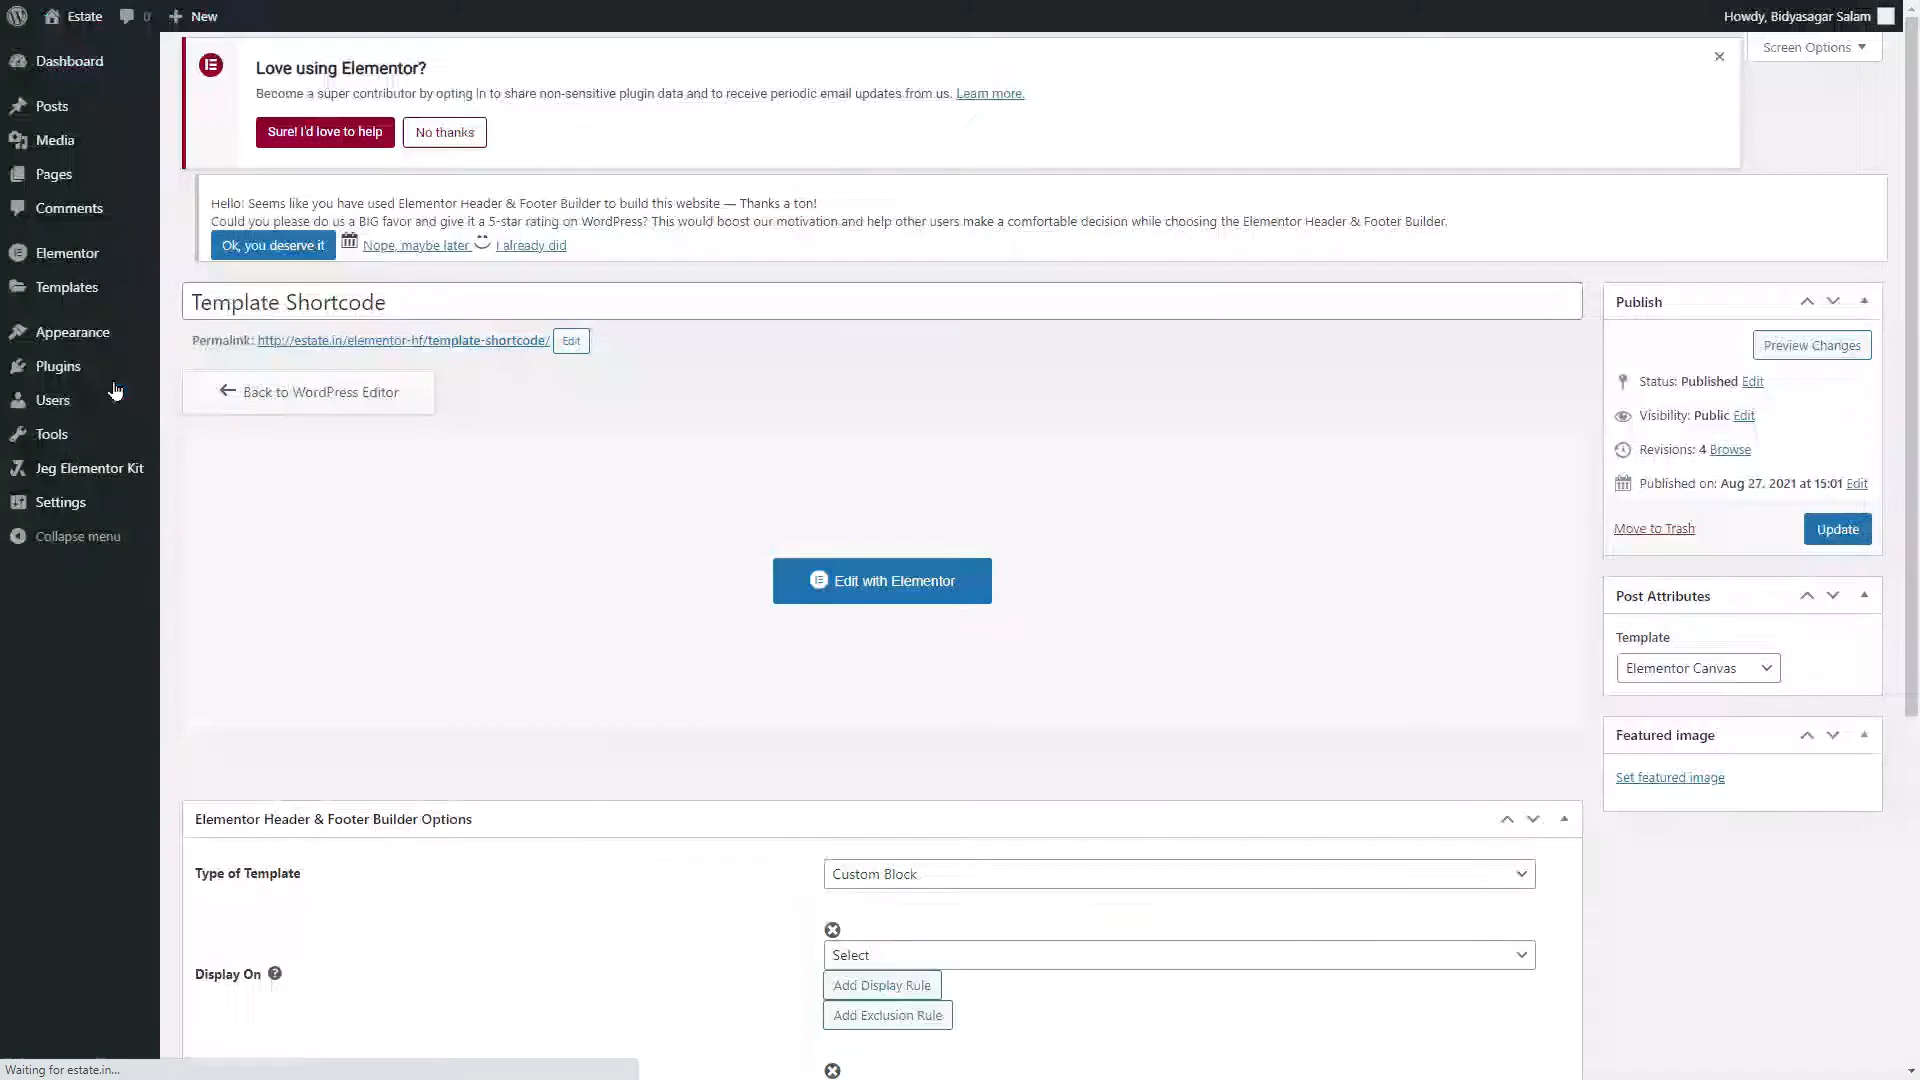 Estate 0 New Howdy, Bidyasagar Salam
Screen Options
Dashboard
Posts
Media
Pages
Comments
Elementor
Templates
Appearance
Plugins
Users
Tools
Jeg Elementor Kit
Settings
Collapse menu
Love using Elementor?
Become a super contributor by opting in to share non-sensitive plugin data and to receive periodic email updates from us. Learn more.
Sure! I'd love to help No thanks
Hello! Seems like you have used Elementor Header & Footer Builder to build this website — Thanks a ton!
Could you please do us a BIG favor and give it a 5-star rating on WordPress? This would boost our motivation and help other users make a comfortable decision while choosing the Elementor Header & Footer Builder.
Ok, you deserve it Nope, maybe later I already did
Template Shortcode
Permalink: http://estate.in/elementor-hf/template-shortcode/ Edit
Back to WordPress Editor
Edit with Elementor
Elementor Header & Footer Builder Options
Type of Template Custom Block
Select
Display On ?
Add Display Rule
Add Exclusion Rule
Publish
Preview Changes
Status: Published Edit
Visibility: Public Edit
Revisions: 4 Browse
Published on: Aug 27, 2021 at 15:01 Edit
Move to Trash Update
Post Attributes
Template
Elementor Canvas
Featured image
Set featured image
Waiting for estate.in...